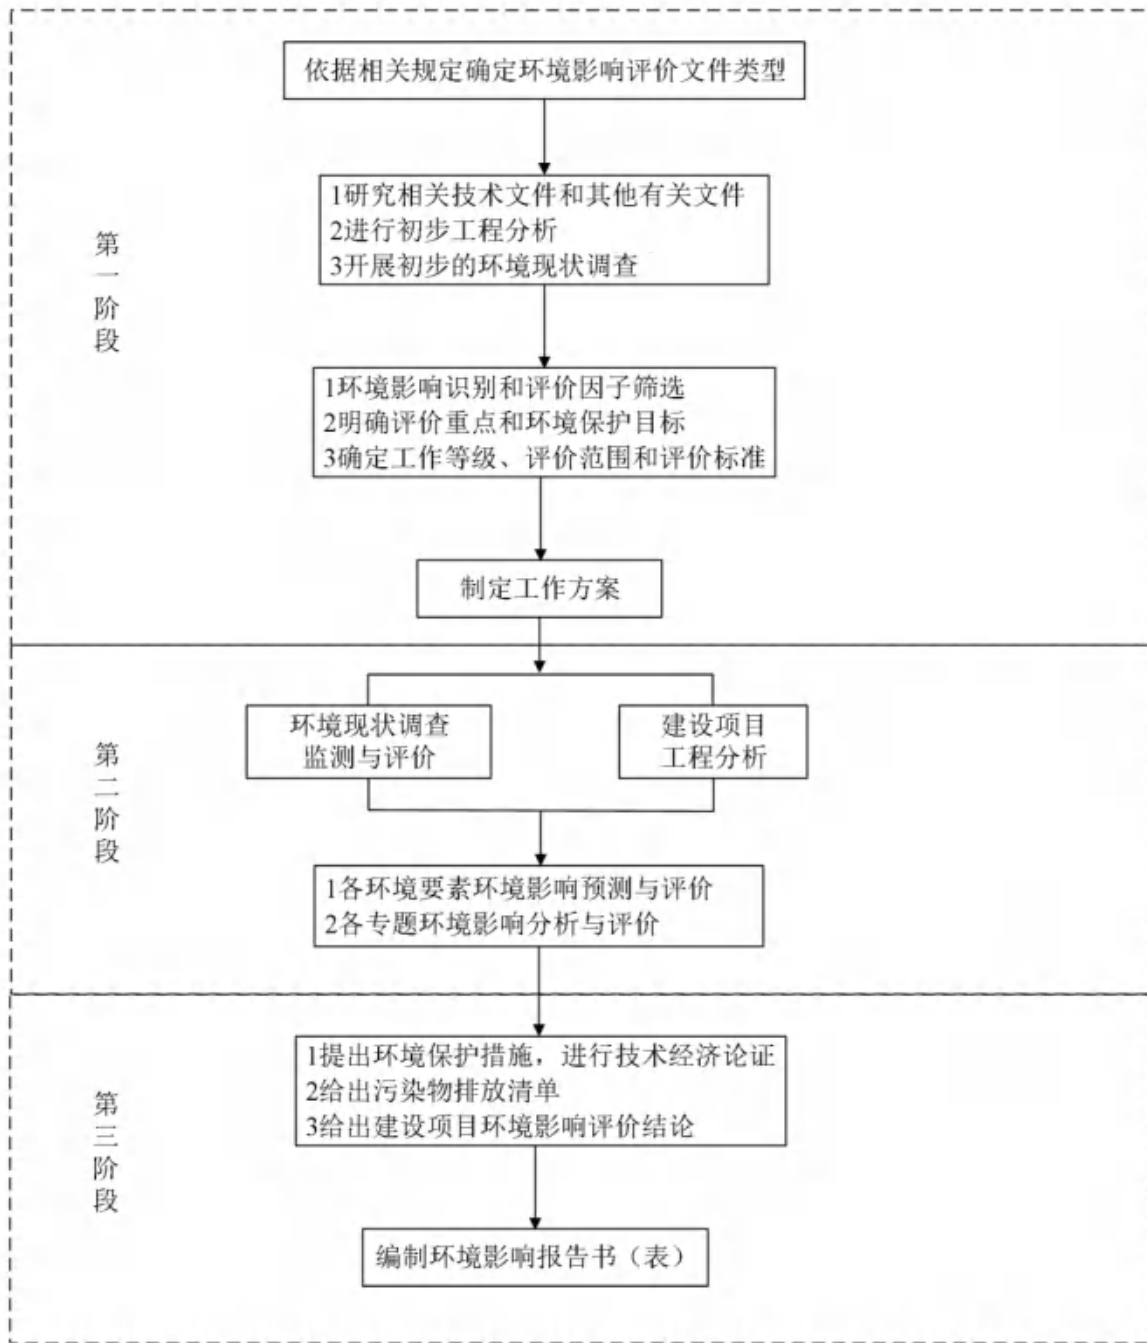 依据相关规定确定环境影响评价文件类型
1研究相关技术文件和其他有关文件
2进行初步工程分析
3开展初步的环境现状调查
第一阶段
1环境影响识别和评价因子筛选
2明确评价重点和环境保护目标
3确定工作等级、评价范围和评价标准
制定工作方案
环境现状调查
监测与评价
建设项目
工程分析
第二阶段
1各环境要素环境影响预测与评价
2各专题环境影响分析与评价
1提出环境保护措施，进行技术经济论证
2给出污染物排放清单
3给出建设项目环境影响评价结论
第三阶段
编制环境影响报告书（表）